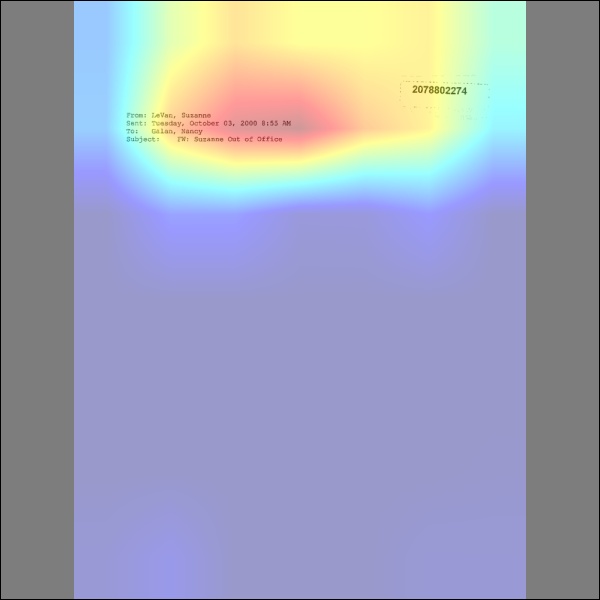 2078802274
From: LeVan, Suzanne
Sent: Tuesday, October 03, 2000 8:55 AM
To: Galan, Nancy
Subject: FW: Suzanne Out of Office